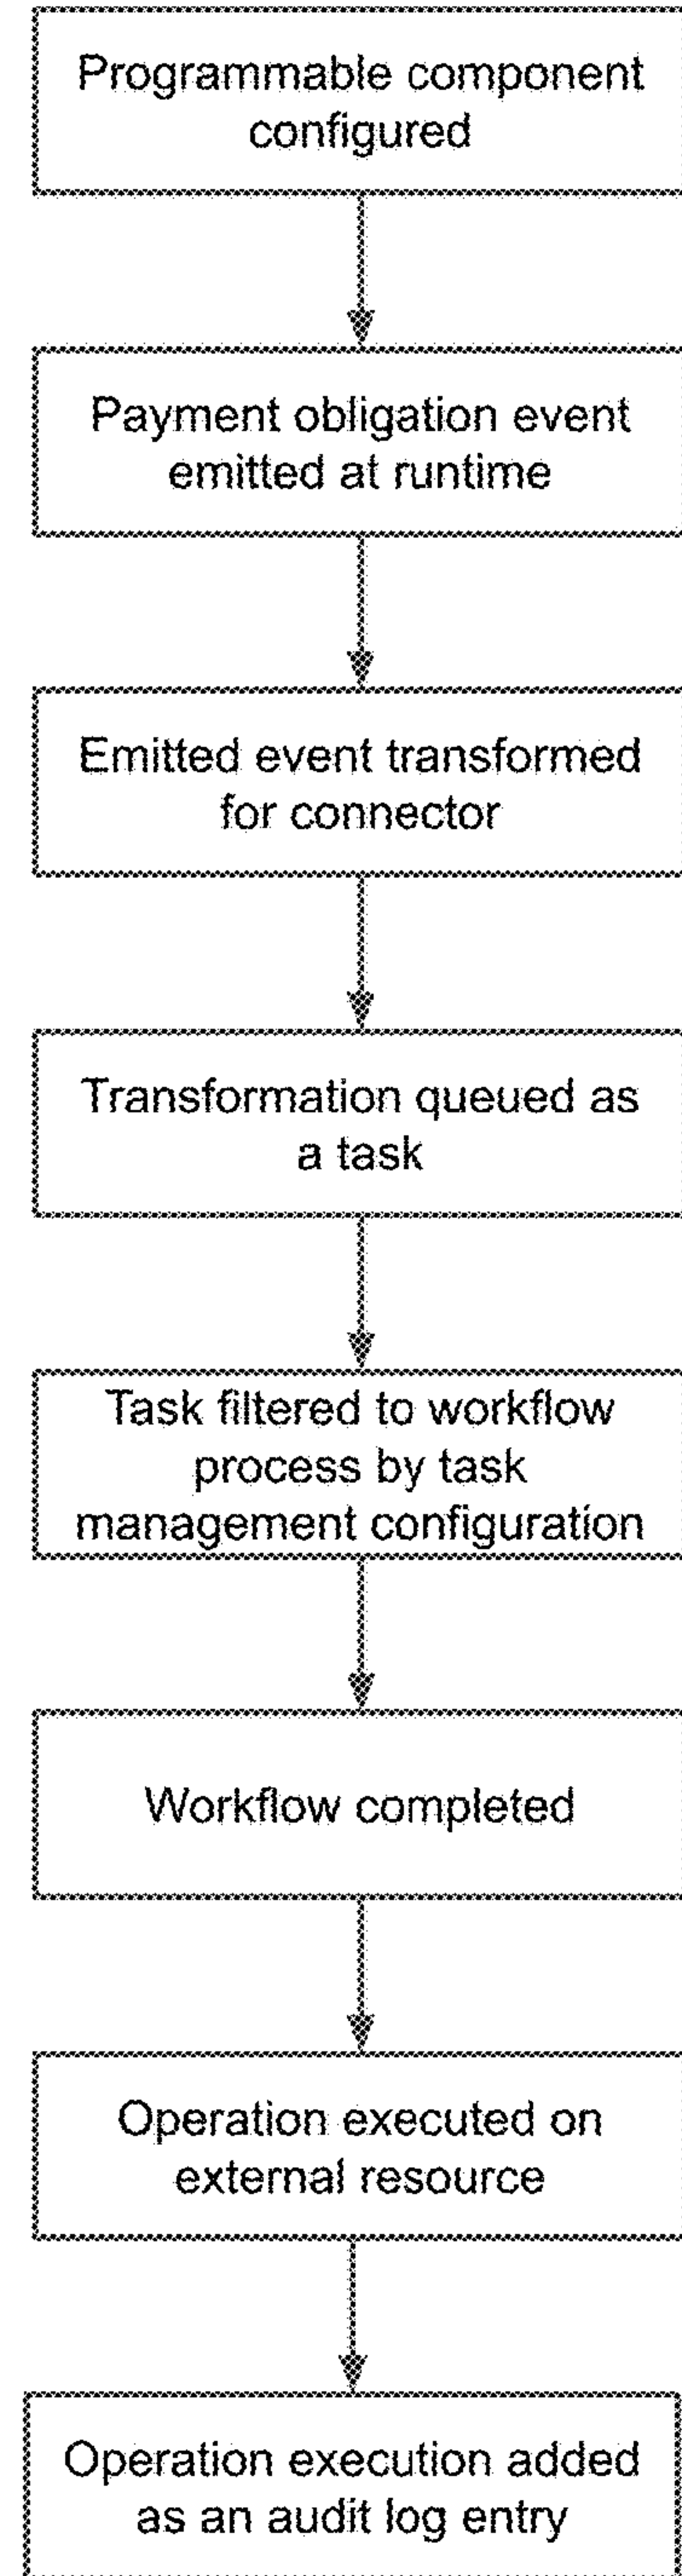 Programmable component
configured
Payment obligation event
emitted at runtime
Emitted event transformed
for connector
Transformation queued as
a task
Task filtered to workflow
process by task
management configuration
Workflow completed
Operation executed on
external resource
Operation execution added
as an audit log entry